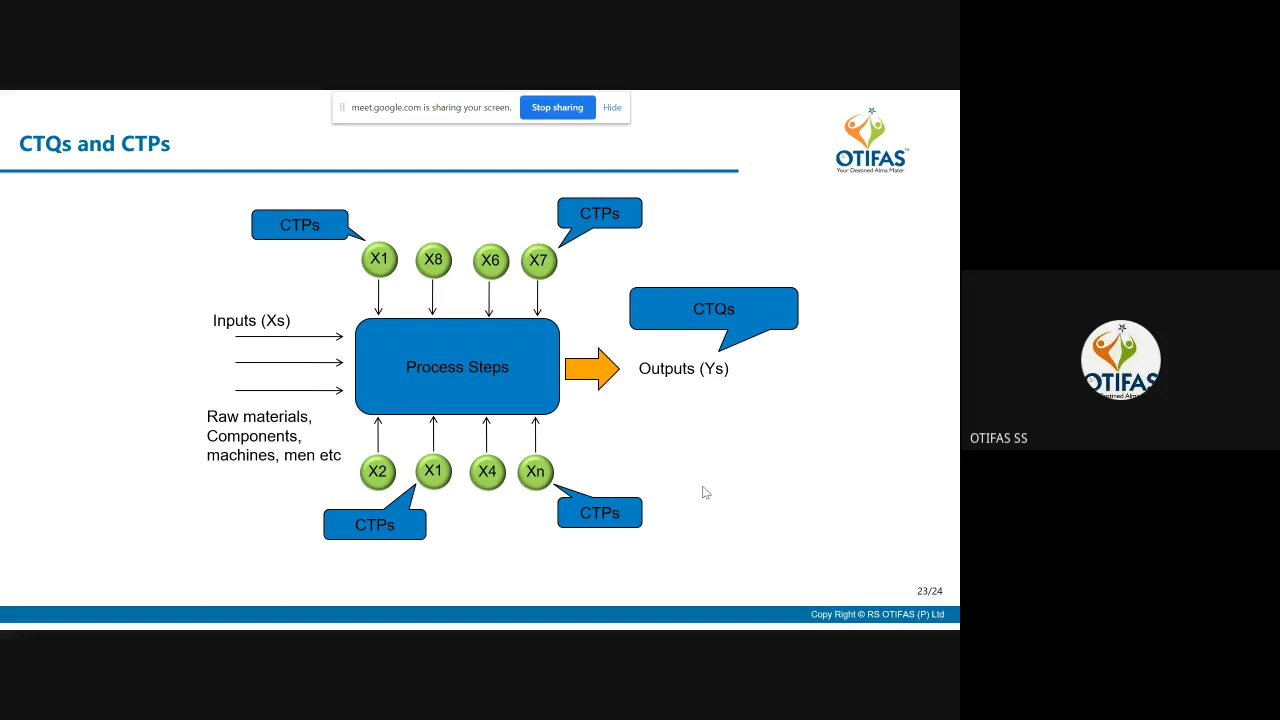 meet.google.com is sharing your screen. Stop sharing Hide
CTQs and CTPs
OTIFAS™
Your Destined Alma Mater
CTPs
CTPs
X1 X8 X6 X7
CTQs
Inputs (Xs)
Process Steps
Outputs (Ys)
Raw materials,
Components,
machines, men etc
X2 X1 X4 Xn
CTPs
CTPs
23/24
Copy Right © RS OTIFAS (P) Ltd
OTIFAS
OTIFAS SS